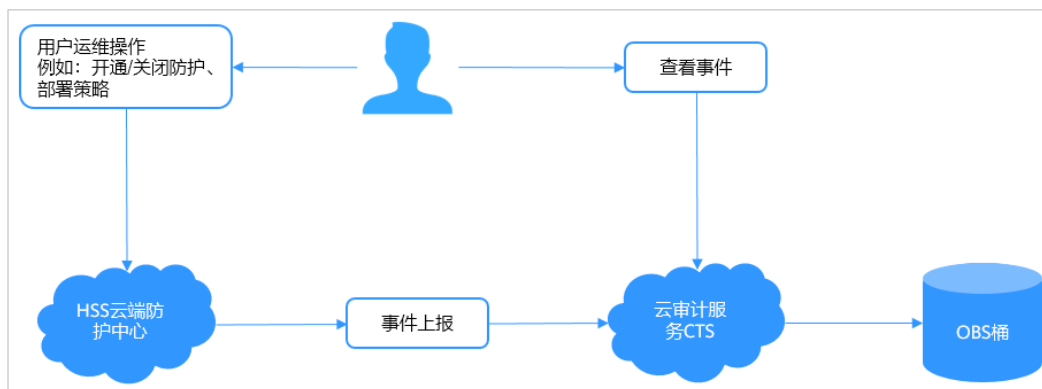 用户运维操作
例如：开通/关闭防护、
部署策略
查看事件
HSS云端防
护中心
事件上报
云审计服
务CTS
OBS桶